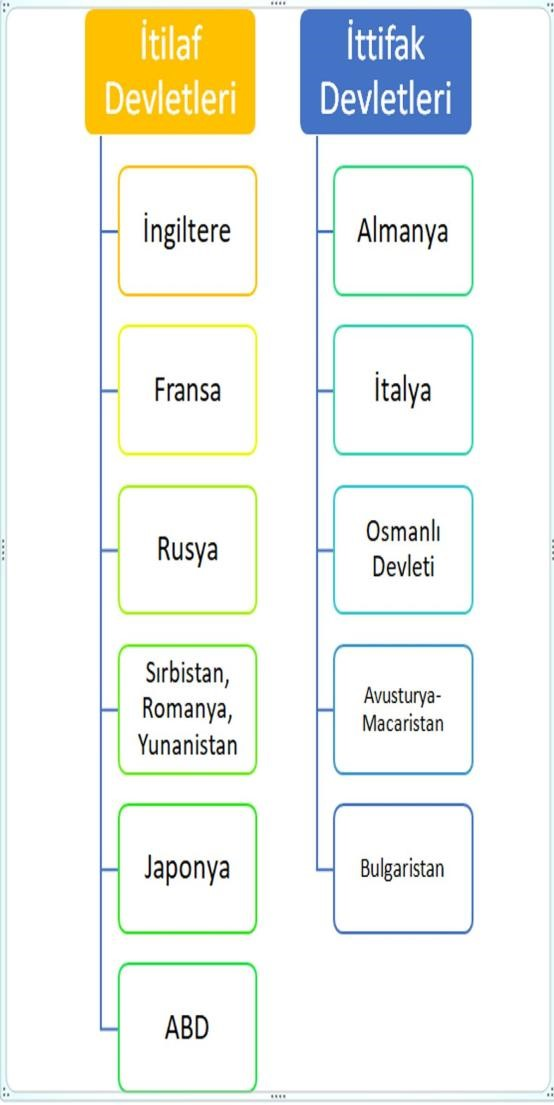 İtilaf
Devletleri
İngiltere
Fransa
Rusya
Sırbistan,
Romanya,
Yunanistan
Japonya
ABD
İttifak
Devletleri
Almanya
İtalya
Osmanlı
Devleti
Avusturya-
Macaristan
Bulgaristan